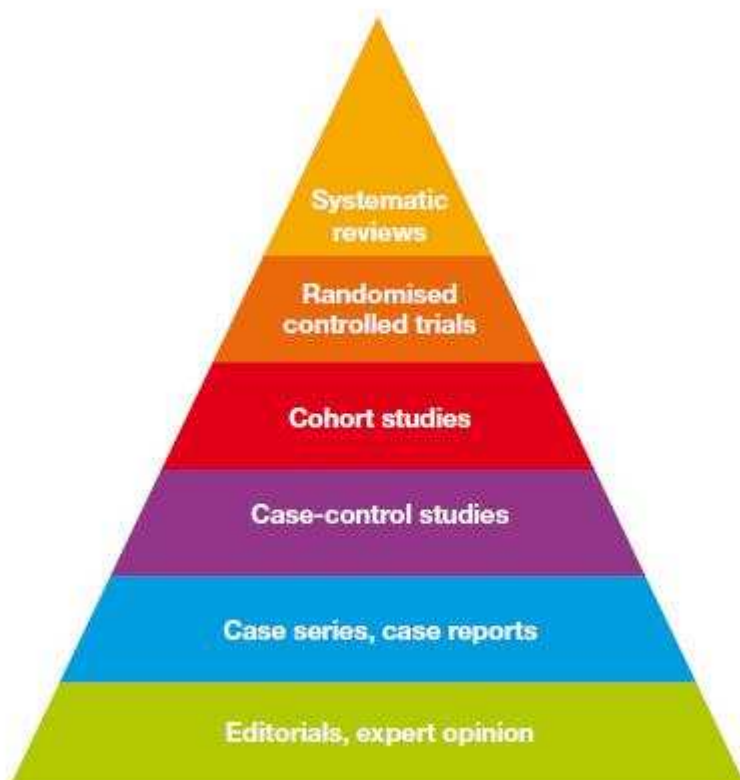 Systematic
reviews
Randomised
controlled trials
Cohort studies
Case-control studies
Case series, case reports
Editorials, expert opinion